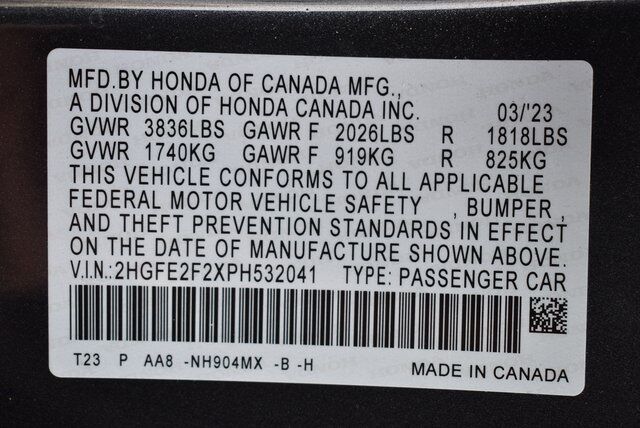 MFD.BY HONDA OF CANADA MFG.,
A DIVISION OF HONDA CANADA INC. 03/'23
GVWR 3836LBS GAWR F 2026LBS R 1818LBS
GVWR 1740KG GAWR F 919KG R 825KG
THIS VEHICLE CONFORMS TO ALL APPLICABLE
FEDERAL MOTOR VEHICLE SAFETY , BUMPER,
AND THEFT PREVENTION STANDARDS IN EFFECT
ON THE DATE OF MANUFACTURE SHOWN ABOVE.
V.I.N.:2HGFE2F2XPH532041 TYPE: PASSENGER CAR
T23 P AA8 -NH904MX -B -H MADE IN CANADA